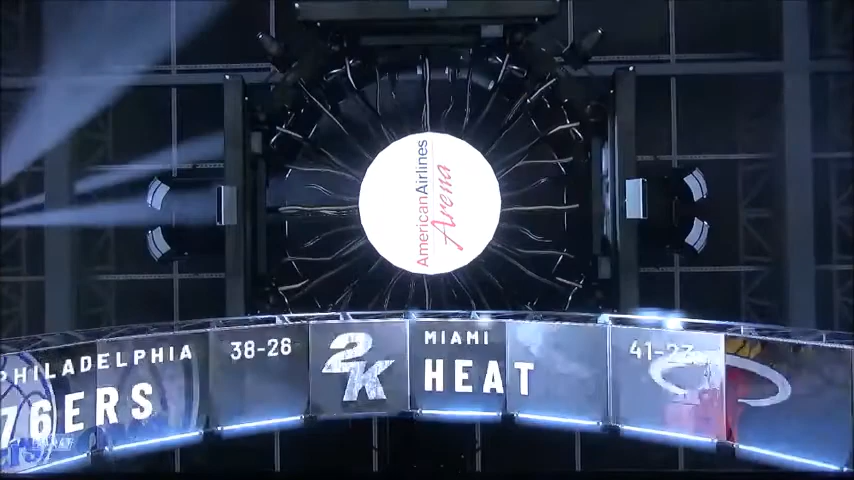 American Airlines
Arena
PHILADELPHIA
76ERS
38-26
2K
MIAMI
HEAT
41-23